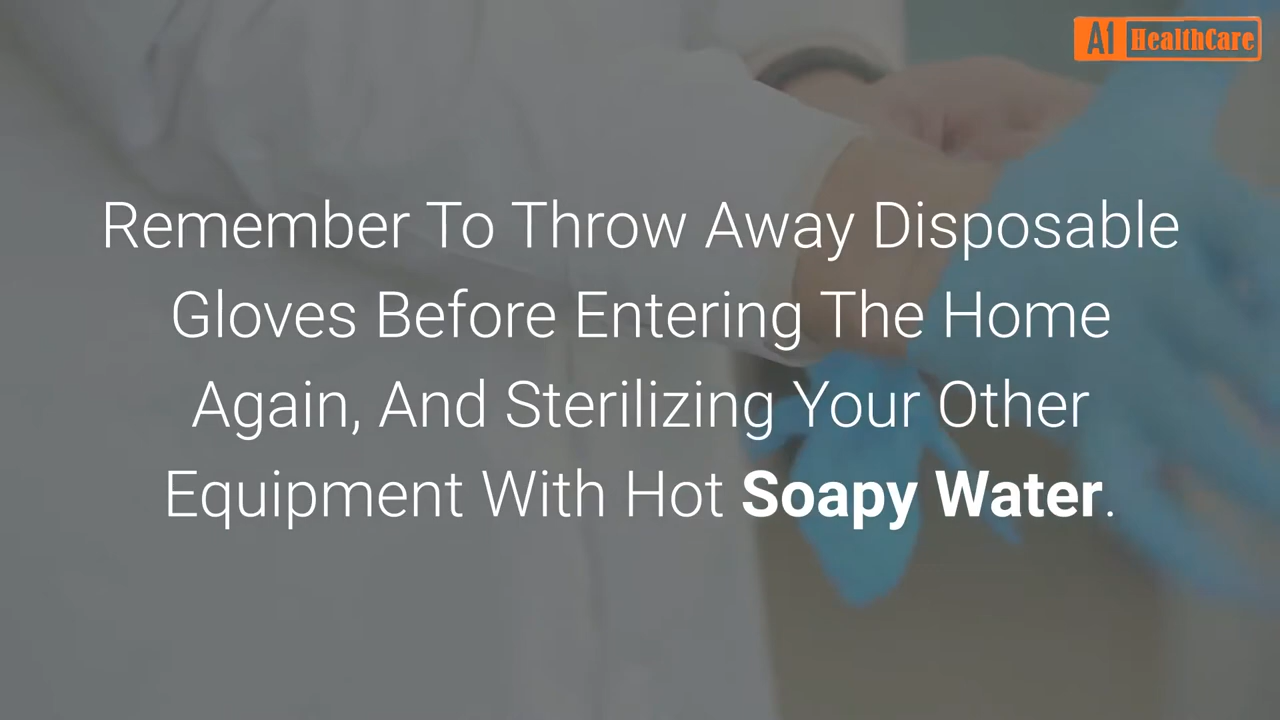 A1 HealthCare
Remember To Throw Away Disposable
Gloves Before Entering The Home
Again, And Sterilizing Your Other
Equipment With Hot Soapy Water.